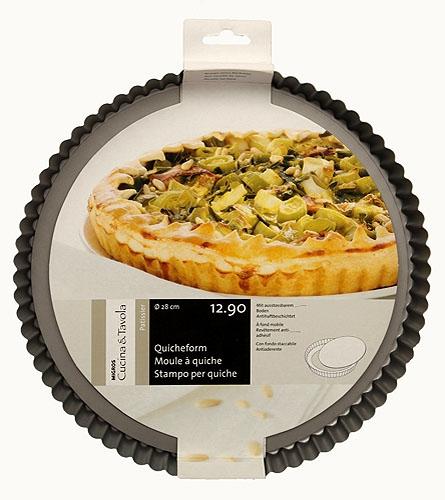 Ø 28 cm 12.90
Mit ausstossbarem
Boden
Antihaftbeschichtet
À fond mobile
Revêtement anti-
adhésif
Con fondo staccabile
Antiaderente
MIGROS
Cucina & Tavola
Patissier
Quicheform
Moule à quiche
Stampo per quiche